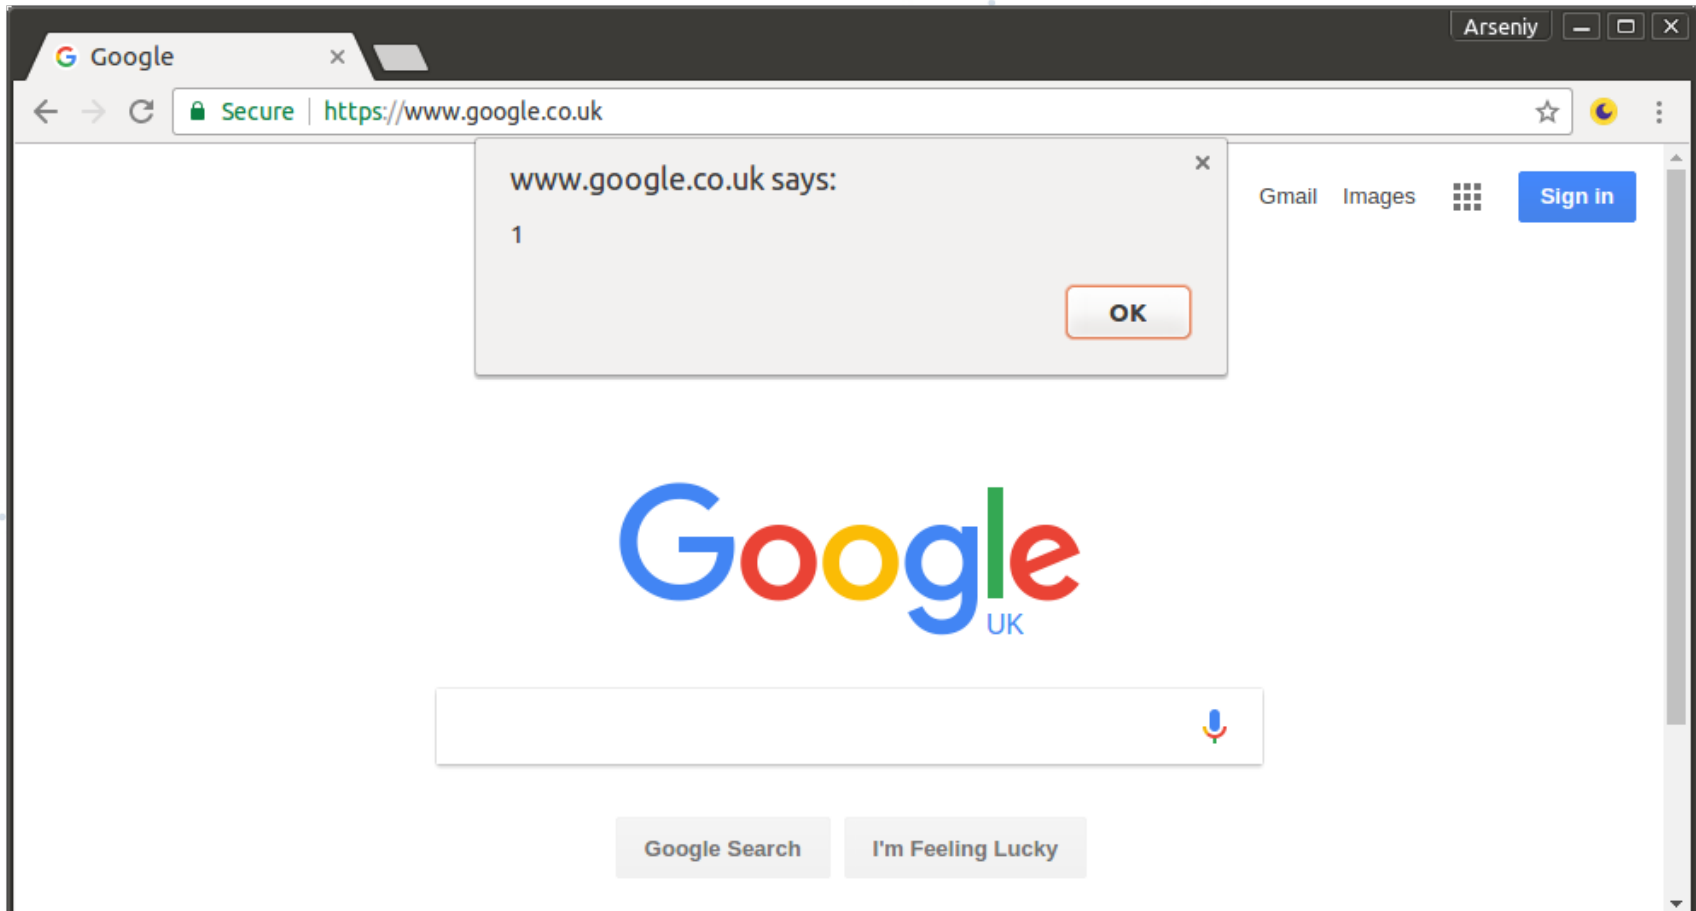 Arseniy
Google
Secure https://www.google.co.uk
www.google.co.uk says:
1
OK
Gmail Images Sign in
Google
UK
Google Search I'm Feeling Lucky